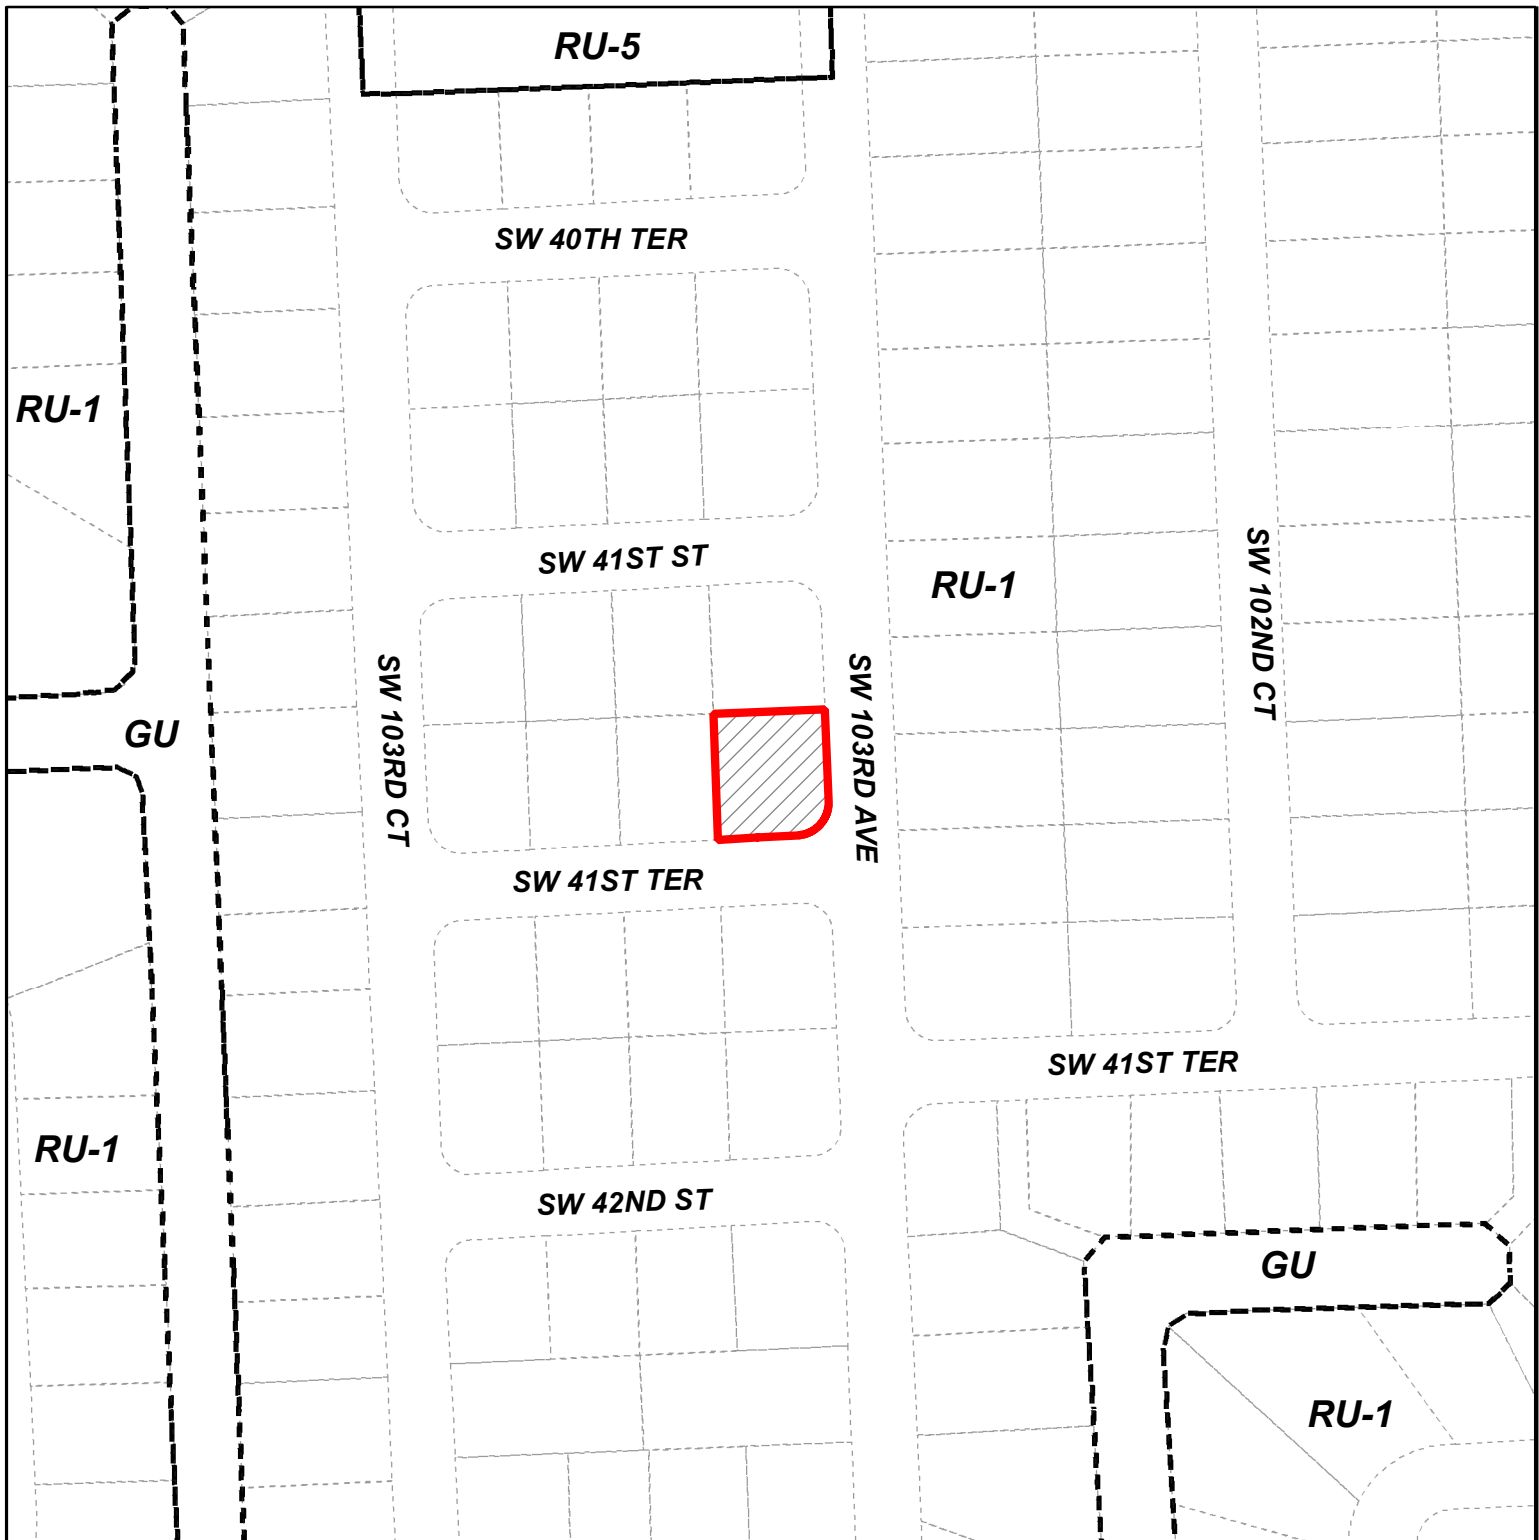 RU-5
SW 40TH TER
RU-1
SW 41ST ST
RU-1
SW 102ND CT
SW 103RD CT
SW 103RD AVE
GU
SW 41ST TER
SW 41ST TER
RU-1
SW 42ND ST
GU
RU-1